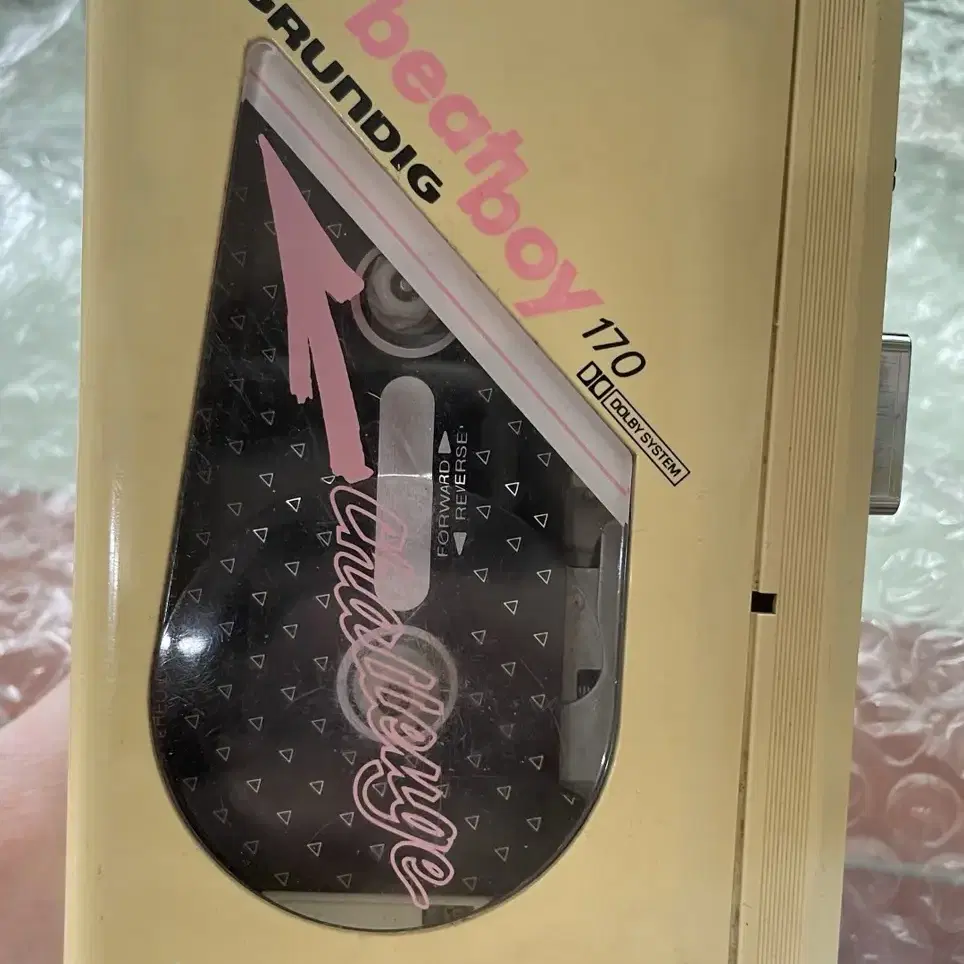 GRUNDIG
beatboy
170
DOLBY SYSTEM
FORWARD ▶
◀ REVERSE